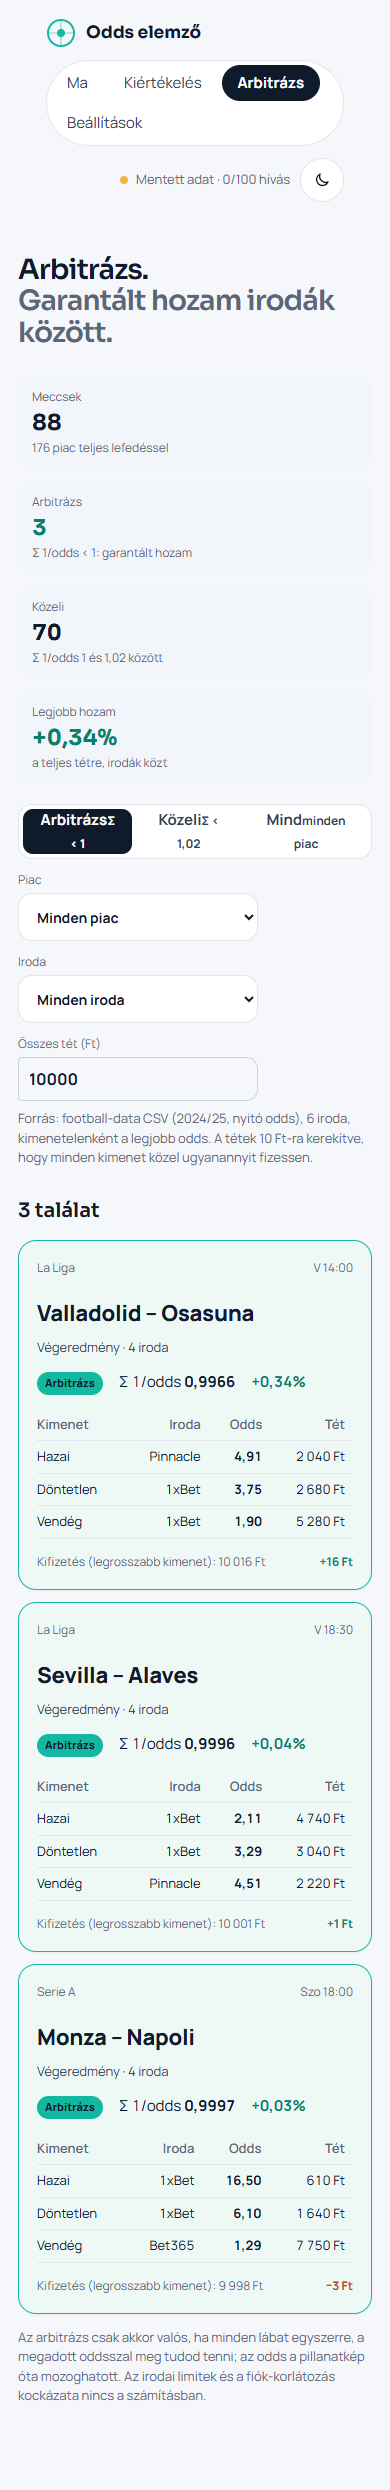 Odds elemző
Ma Kiértékelés Arbitrázs
Beállítások
Mentett adat · 0/100 hívás
Arbitrázs.
Garantált hozam irodák
között.
Meccsek
88
176 piac teljes lefedéssel
Arbitrázs
3
Σ 1/odds < 1: garantált hozam
Közeli
70
Σ 1/odds 1 és 1,02 között
Legjobb hozam
+0,34%
a teljes tétre, irodák közt
ArbitrázsΣ KözeliΣ < Mindminden
< 1 1,02 piac
Piac
Minden piac
Iroda
Minden iroda
Összes tét (Ft)
10000
Forrás: football-data CSV (2024/25, nyitó odds), 6 iroda,
kimenetelenként a legjobb odds. A tétek 10 Ft-ra kerekítve,
hogy minden kimenet közel ugyanannyit fizessen.
3 találat
La Liga V 14:00
Valladolid – Osasuna
Végeredmény · 4 iroda
Arbitrázs Σ 1/odds 0,9966 +0,34%
Kimenet Iroda Odds Tét
Hazai Pinnacle 4,91 2 040 Ft
Döntetlen 1xBet 3,75 2 680 Ft
Vendég 1xBet 1,90 5 280 Ft
Kifizetés (legrosszabb kimenet): 10 016 Ft +16 Ft
La Liga V 18:30
Sevilla – Alaves
Végeredmény · 4 iroda
Arbitrázs Σ 1/odds 0,9996 +0,04%
Kimenet Iroda Odds Tét
Hazai 1xBet 2,11 4 740 Ft
Döntetlen 1xBet 3,29 3 040 Ft
Vendég Pinnacle 4,51 2 220 Ft
Kifizetés (legrosszabb kimenet): 10 001 Ft +1 Ft
Serie A Szo 18:00
Monza – Napoli
Végeredmény · 4 iroda
Arbitrázs Σ 1/odds 0,9997 +0,03%
Kimenet Iroda Odds Tét
Hazai 1xBet 16,50 610 Ft
Döntetlen 1xBet 6,10 1 640 Ft
Vendég Bet365 1,29 7 750 Ft
Kifizetés (legrosszabb kimenet): 9 998 Ft −3 Ft
Az arbitrázs csak akkor valós, ha minden lábat egyszerre, a
megadott oddsszal meg tudod tenni; az odds a pillanatkép
óta mozoghatott. Az irodai limitek és a fiók-korlátozás
kockázata nincs a számításban.